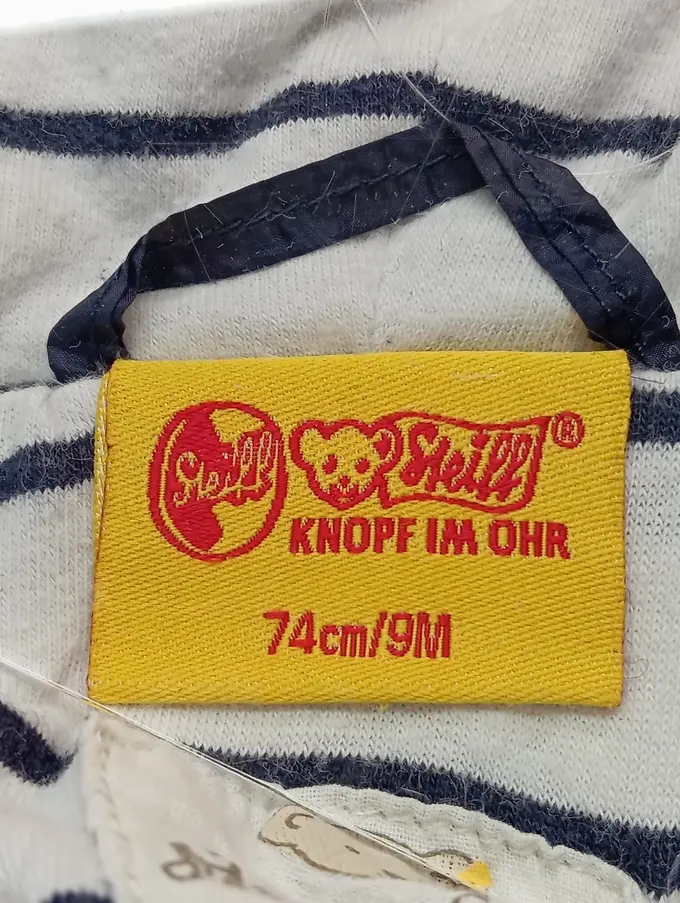 Steiff
Steiff ®
KNOPF IM OHR
74cm/9M